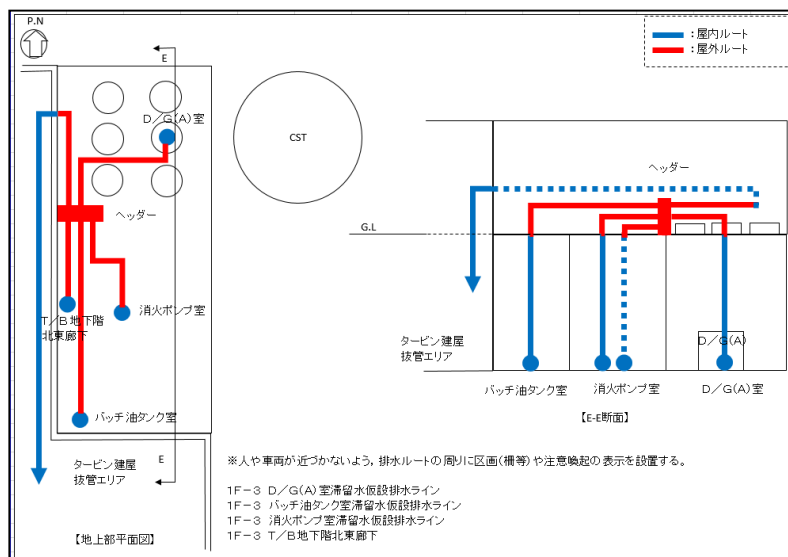 P.N
E
D／G(A)室
CST
ヘッダー
T／B地下階
北東廊下
消火ポンプ室
バッチ油タンク室
タービン建屋
抜管エリア
E
【地上部平面図】
：屋内ルート
：屋外ルート
ヘッダー
G.L
タービン建屋
抜管エリア
D／G(A)
バッチ油タンク室
消火ポンプ室
D／G(A)室
【E-E断面】
※人や車両が近づかないよう，排水ルートの周りに区画(柵等)や注意喚起の表示を設置する。
1F－3 D／G(A)室滞留水仮設排水ライン
1F－3 バッチ油タンク室滞留水仮設排水ライン
1F－3 消火ポンプ室滞留水仮設排水ライン
1F－3 T／B地下階北東廊下